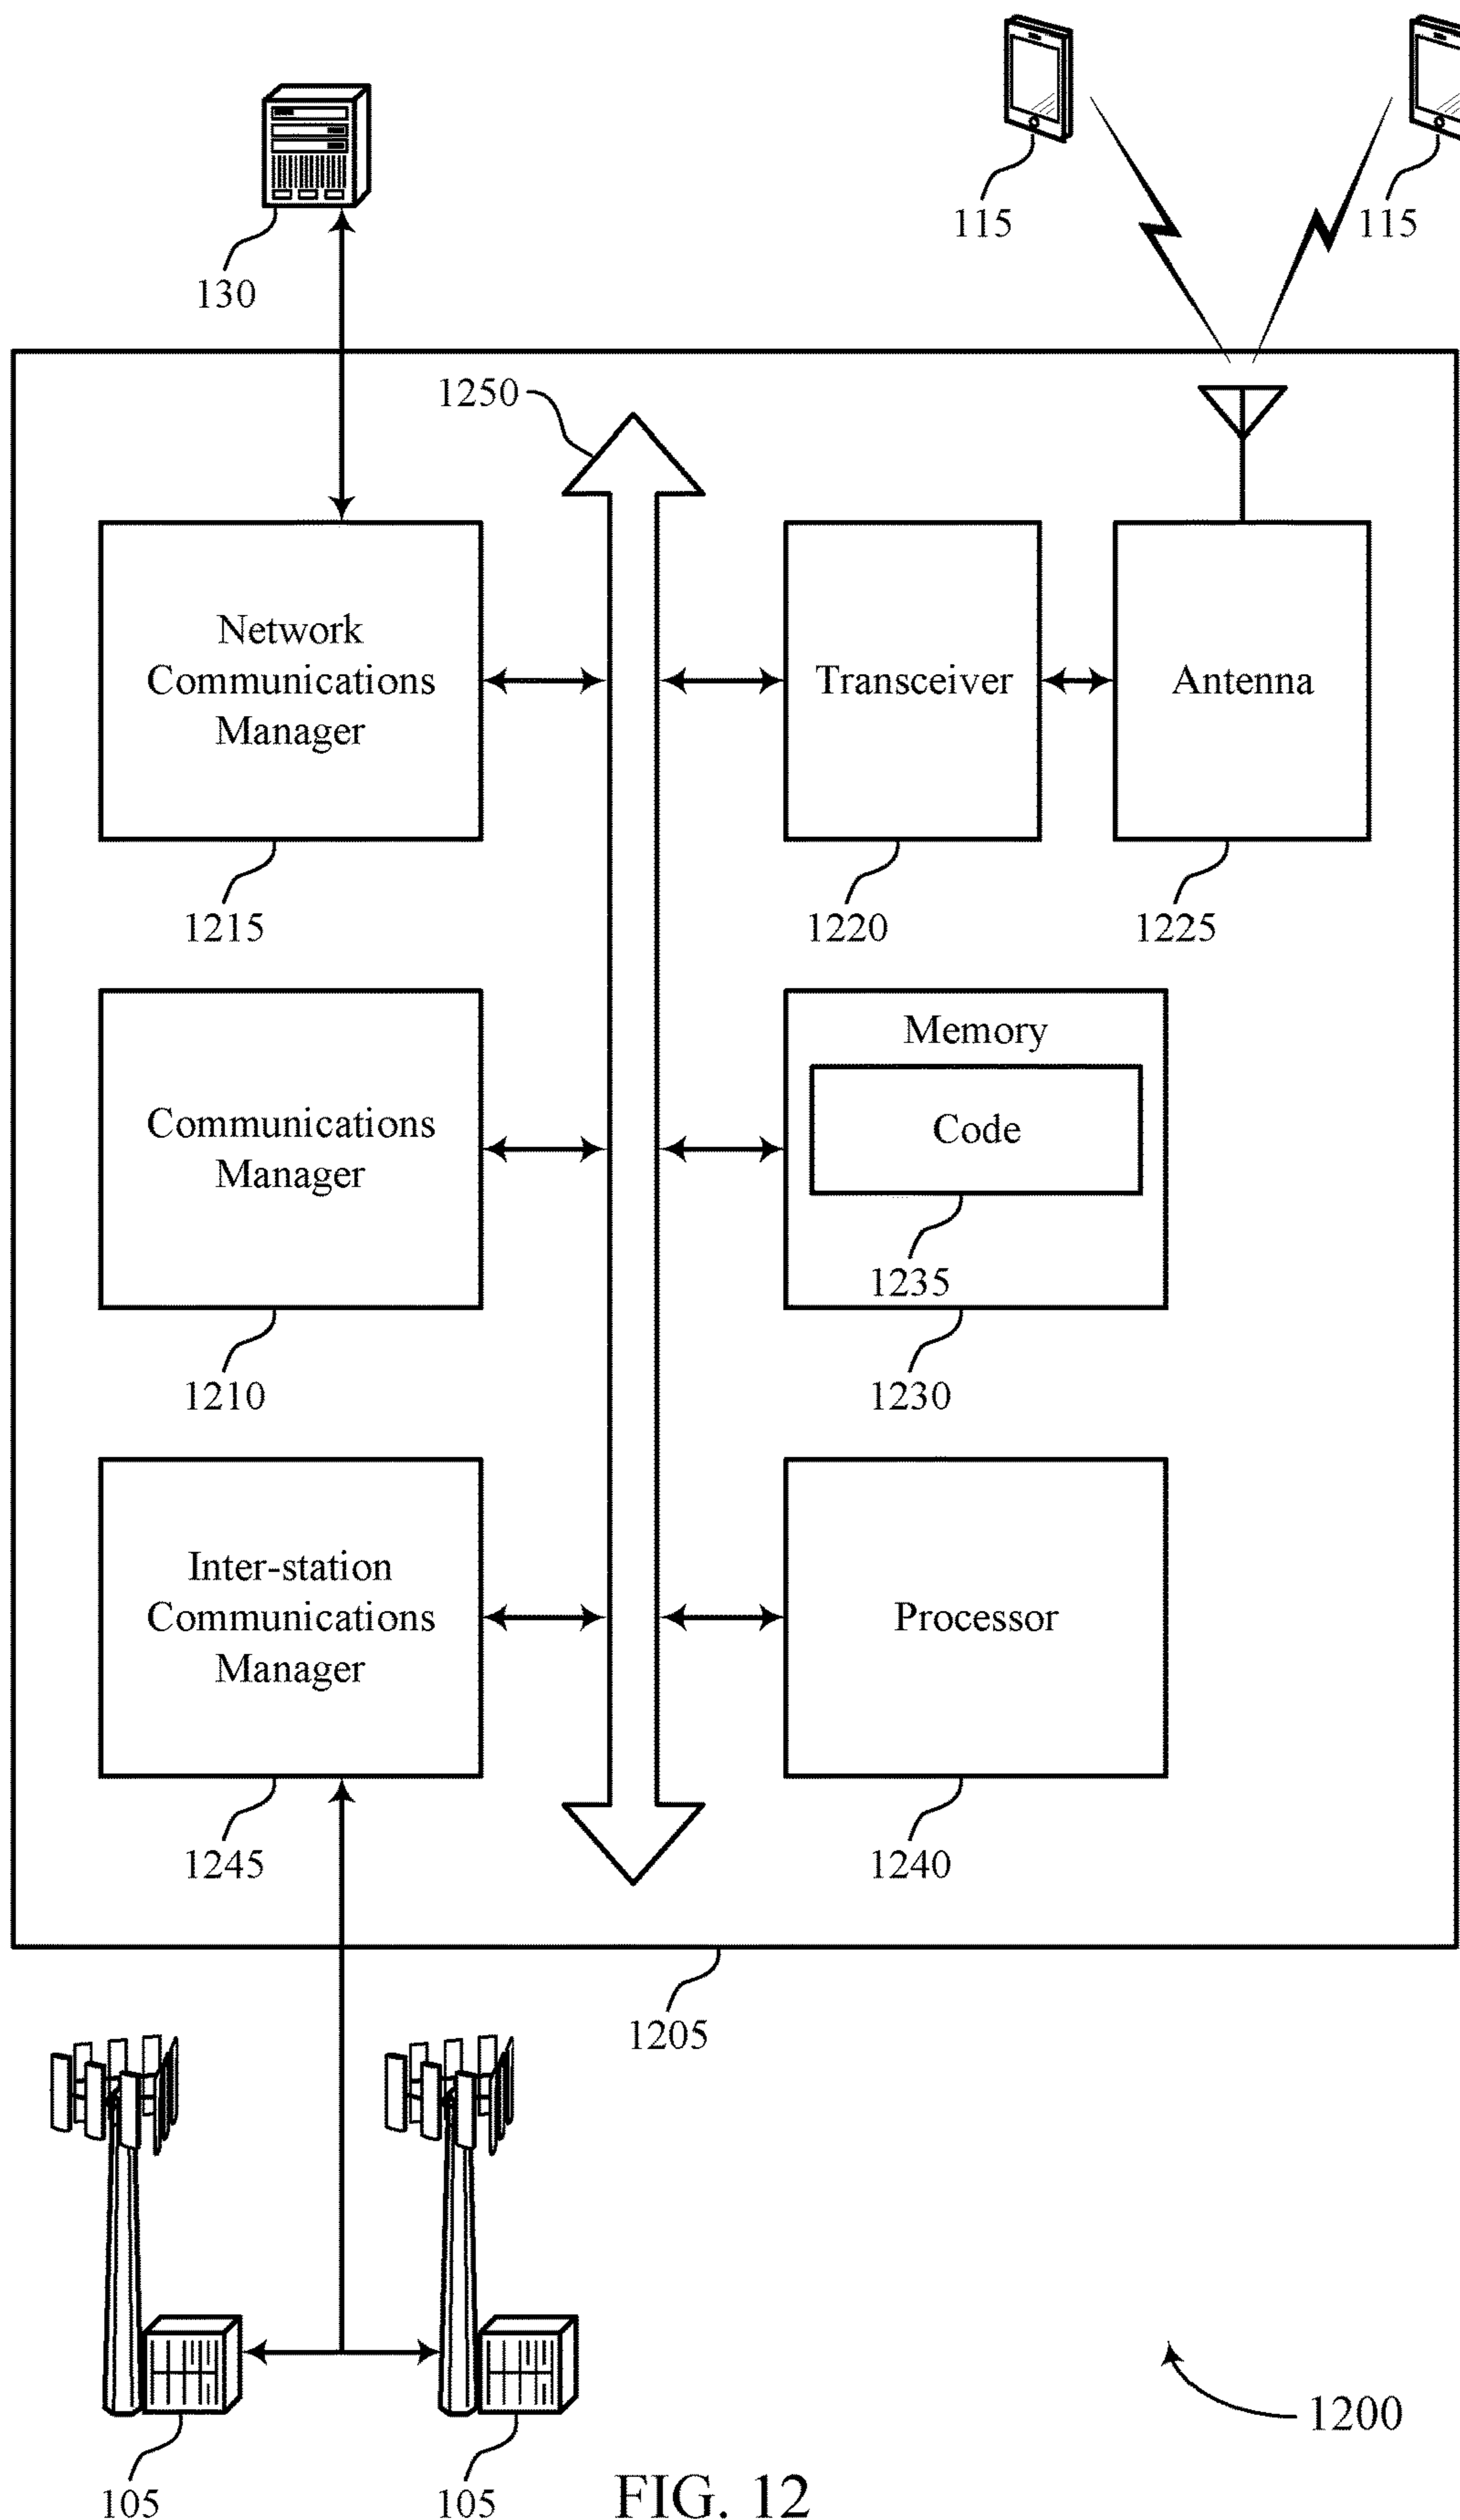 115
115
130
1250
Network
Communications
Manager
Transceiver
Antenna
1215
1220
1225
Communications
Manager
Memory
Code
1235
1210
1230
Inter-station
Communications
Manager
Processor
1245
1240
1205
1200
105
105
FIG. 12